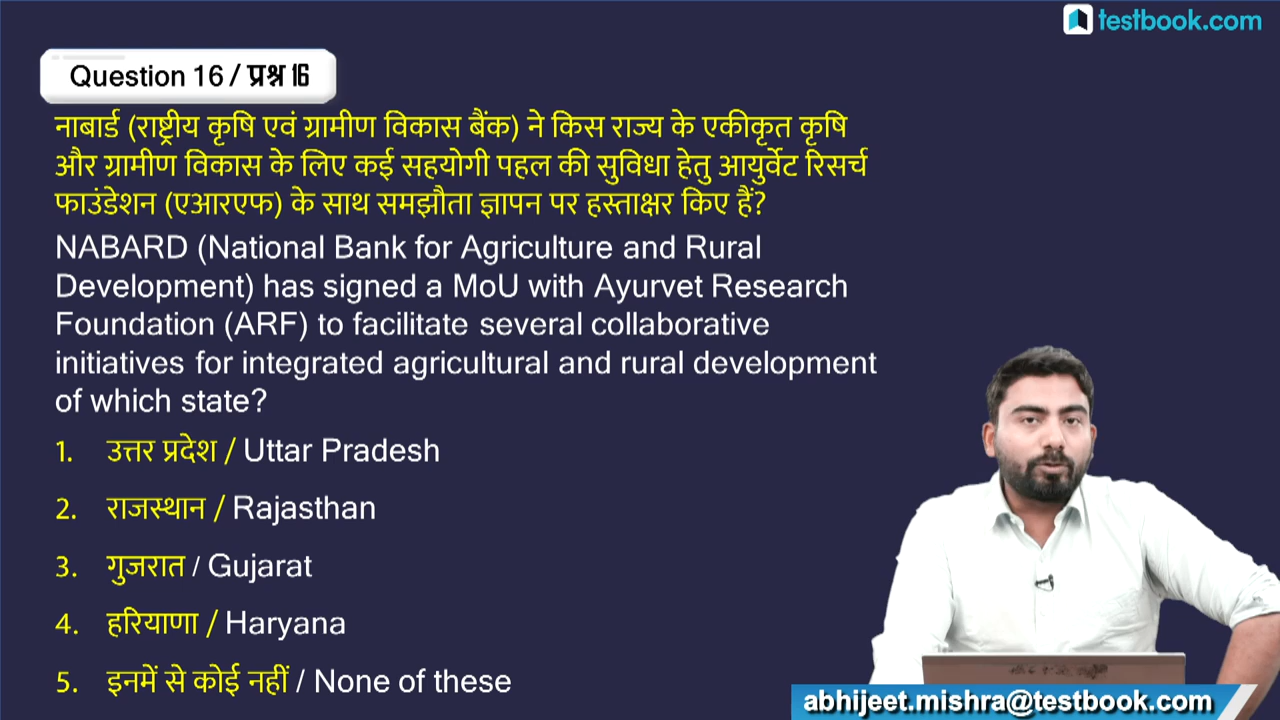 testbook.com
Question 16 / प्रश्न 16
नाबार्ड (राष्ट्रीय कृषि एवं ग्रामीण विकास बैंक) ने किस राज्य के एकीकृत कृषि
और ग्रामीण विकास के लिए कई सहयोगी पहल की सुविधा हेतु आयुर्वेट रिसर्च
फाउंडेशन (एआरएफ) के साथ समझौता ज्ञापन पर हस्ताक्षर किए हैं?
NABARD (National Bank for Agriculture and Rural
Development) has signed a MoU with Ayurvet Research
Foundation (ARF) to facilitate several collaborative
initiatives for integrated agricultural and rural development
of which state?
1. उत्तर प्रदेश / Uttar Pradesh
2. राजस्थान / Rajasthan
3. गुजरात / Gujarat
4. हरियाणा / Haryana
5. इनमें से कोई नहीं / None of these
abhijeet.mishra@testbook.com